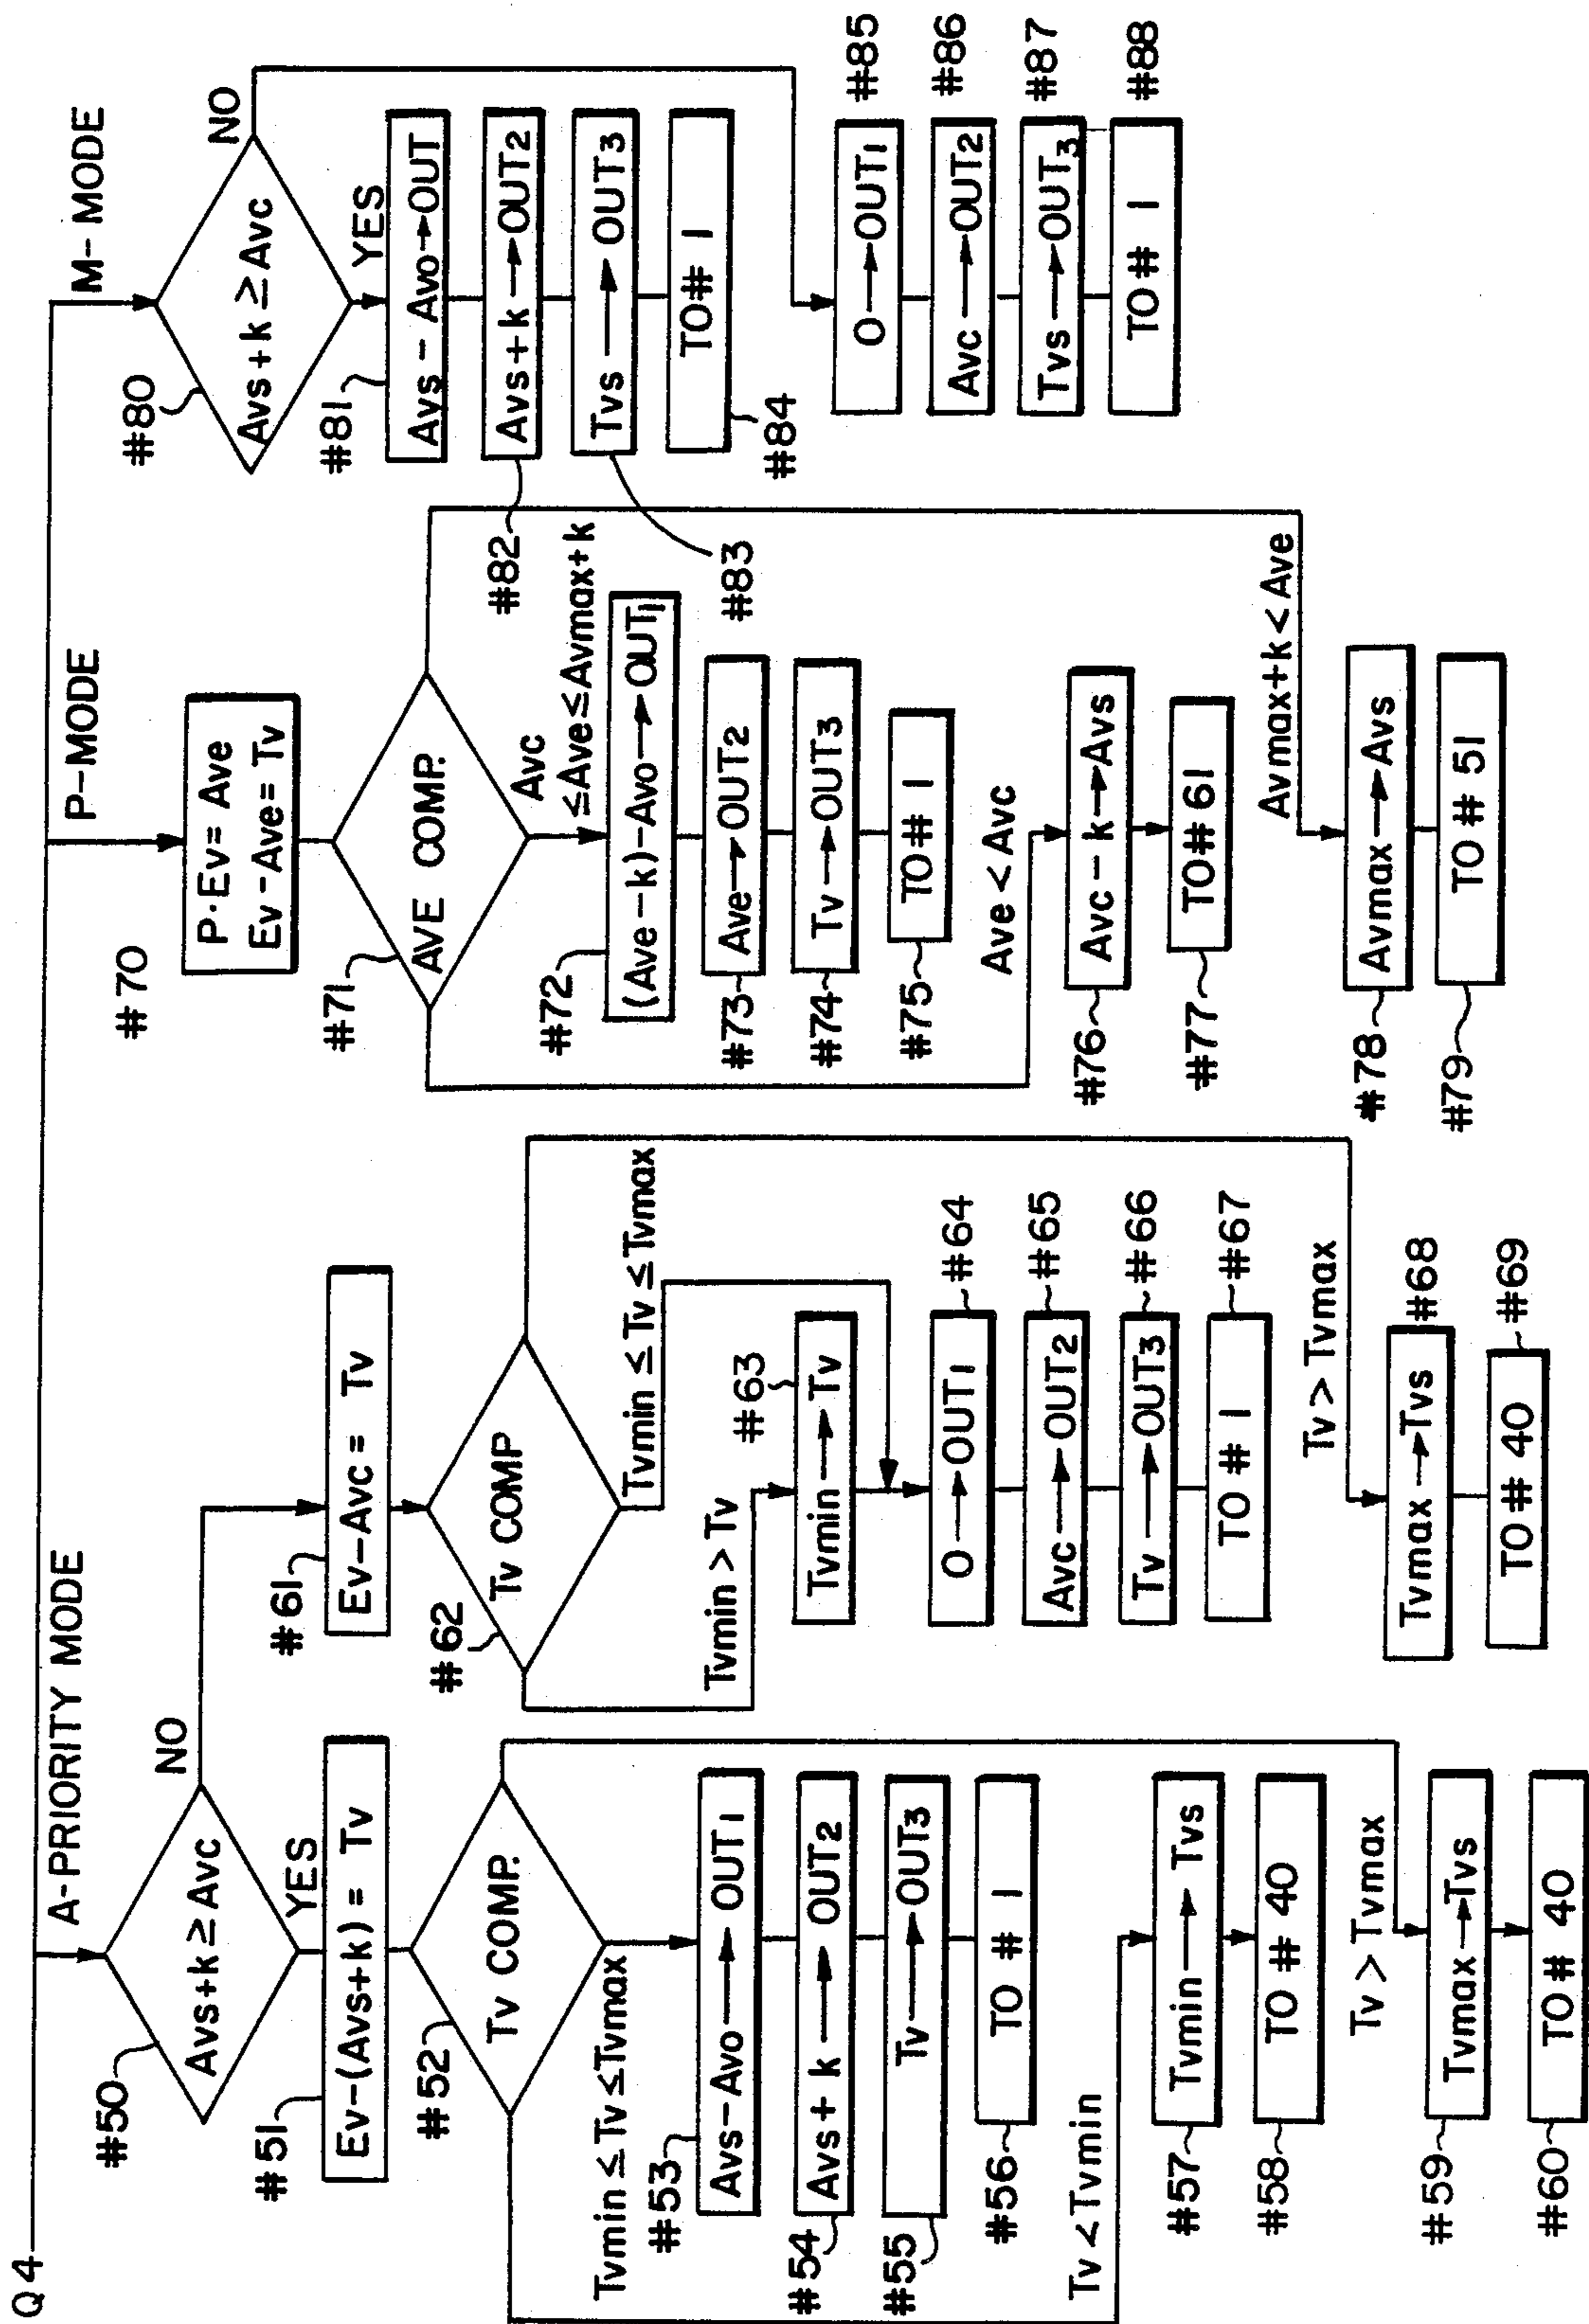 Q4
A-PRIORITY MODE
#50
Avs+k≥Avc
NO
YES
#51
Ev-(Avs+k) = Tv
#52
Tv COMP.
Tvmin ≤ Tv ≤ Tvmax
#53
Avs-Avo→OUT1
#54
Avs+k→OUT2
#55
Tv→OUT3
#56
TO # 1
Tv < Tvmin
#57
Tvmin→Tvs
#58
TO # 40
Tv > Tvmax
#59
Tvmax→Tvs
#60
TO # 40
#61
Ev-Avc = Tv
#62
Tv COMP
Tvmin > Tv
Tvmin ≤ Tv ≤ Tvmax
#63
Tvmin→Tv
#64
O→OUT1
#65
Avc→OUT2
#66
Tv→OUT3
#67
TO # 1
Tv > Tvmax
#68
Tvmax→Tvs
#69
TO # 40
P-MODE
#70
P·Ev= Ave
Ev-Ave= Tv
#71
AVE COMP.
Avc
≤Ave≤Avmax+k
#72
(Ave-k)-Avo→OUT1
#73
Ave→OUT2
#74
Tv→OUT3
#75
TO # 1
Ave < Avc
#76
Avc-k→Avs
#77
TO# 61
Avmax+k < Ave
#78
Avmax→Avs
#79
TO # 51
M-MODE
#80
Avs+k ≥ Avc
NO
YES
#81
Avs-Avo→OUT
#82
Avs+k→OUT2
#83
Tvs→OUT3
#84
TO# 1
#85
O→OUT1
#86
Avc→OUT2
#87
Tvs→OUT3
#88
TO # 1